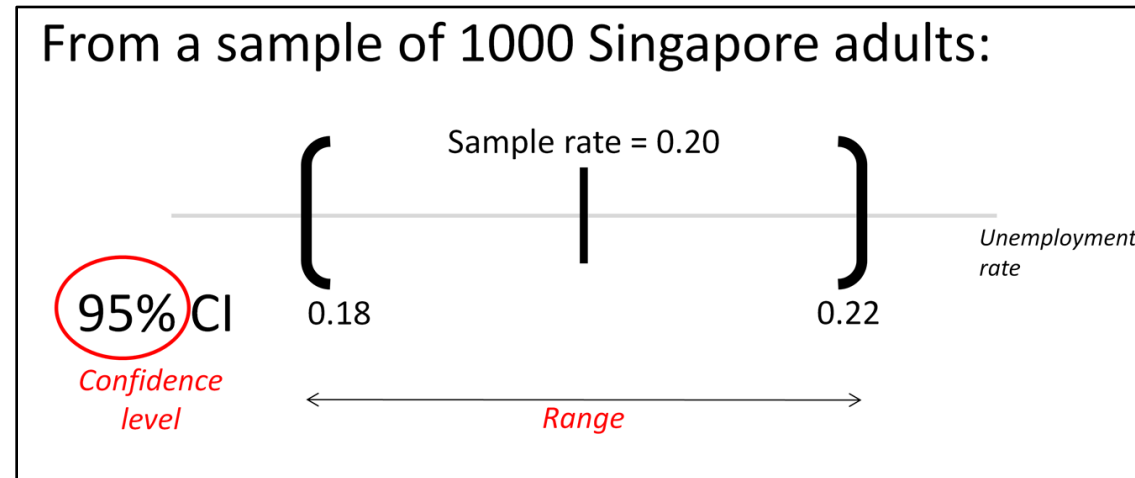 From a sample of 1000 Singapore adults:
Sample rate = 0.20
Unemployment
rate
95% CI
0.18
0.22
Confidence
level
Range